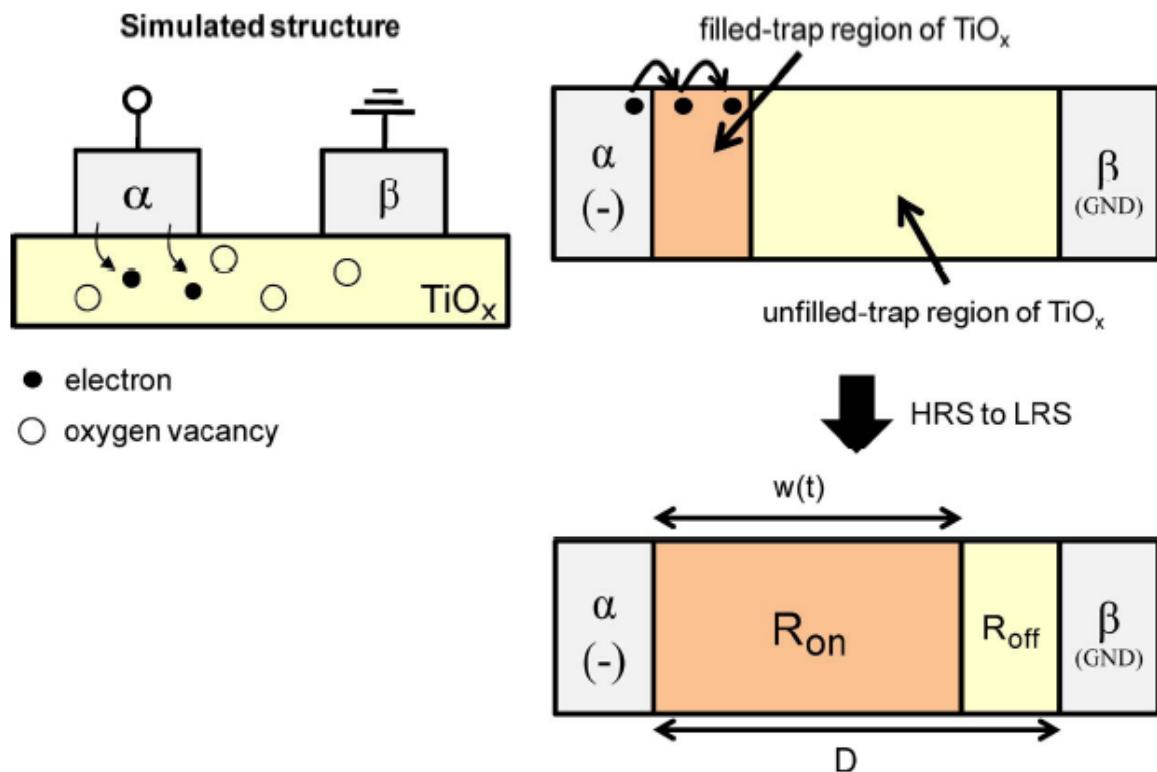 Simulated structure
α
β
TiOₓ
electron
oxygen vacancy
filled-trap region of TiOₓ
α
(-)
β
(GND)
unfilled-trap region of TiOₓ
HRS to LRS
w(t)
α
(-)
Rₒₙ
R_off
β
(GND)
D